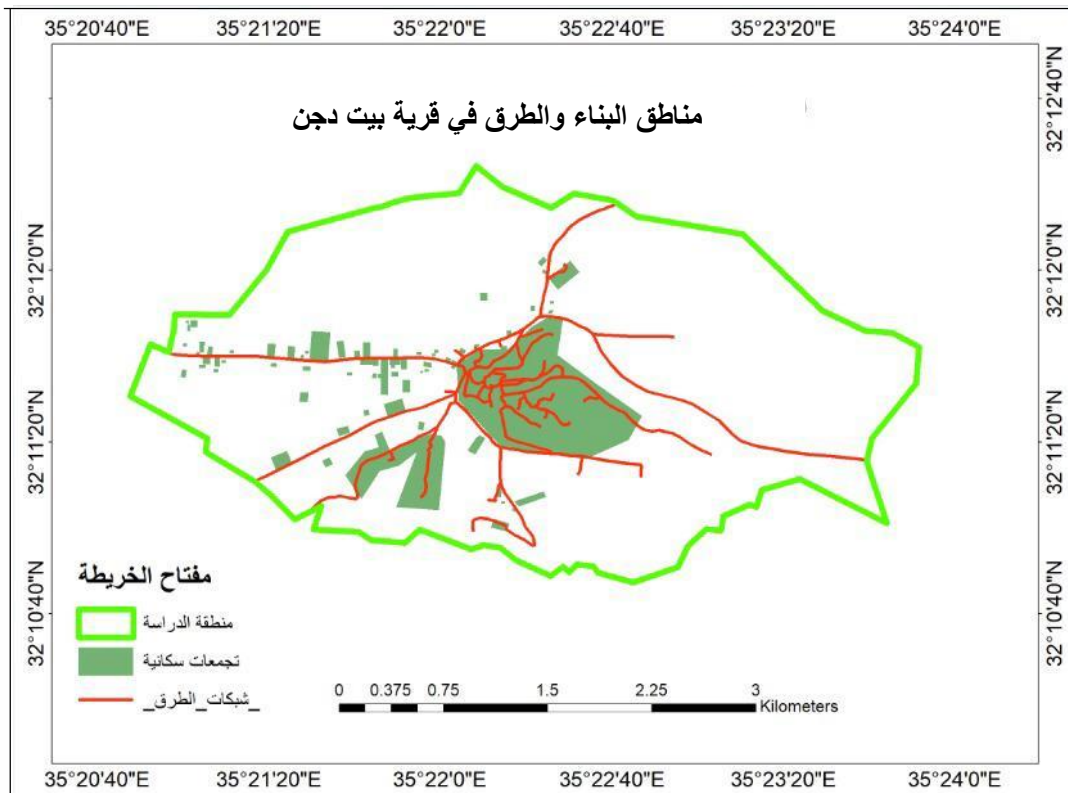 35°20'40"E 35°21'20"E 35°22'0"E 35°22'40"E 35°23'20"E 35°24'0"E
32°12'40"N 32°12'40"N
مناطق البناء والطرق في قرية بيت دجن
32°12'0"N 32°12'0"N
32°11'20"N 32°11'20"N
32°10'40"N 32°10'40"N
مفتاح الخريطة
منطقة الدراسة
تجمعات سكانية
_شبكات_الطرق_
0 0.375 0.75 1.5 2.25 3
Kilometers
35°20'40"E 35°21'20"E 35°22'0"E 35°22'40"E 35°23'20"E 35°24'0"E